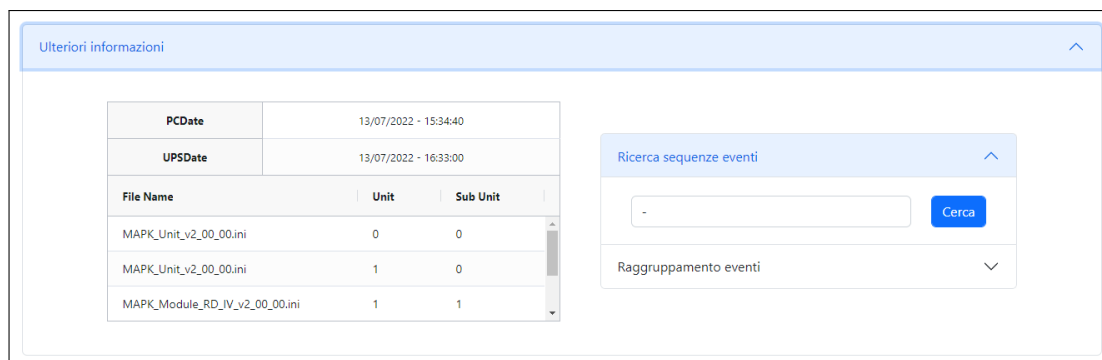 Ulteriori informazioni
PCDate 13/07/2022 - 15:34:40
UPSDate 13/07/2022 - 16:33:00
File Name Unit Sub Unit
MAPK_Unit_v2_00_00.ini 0 0
MAPK_Unit_v2_00_00.ini 1 0
MAPK_Module_RD_IV_v2_00_00.ini 1 1
Ricerca sequenze eventi
- Cerca
Raggruppamento eventi